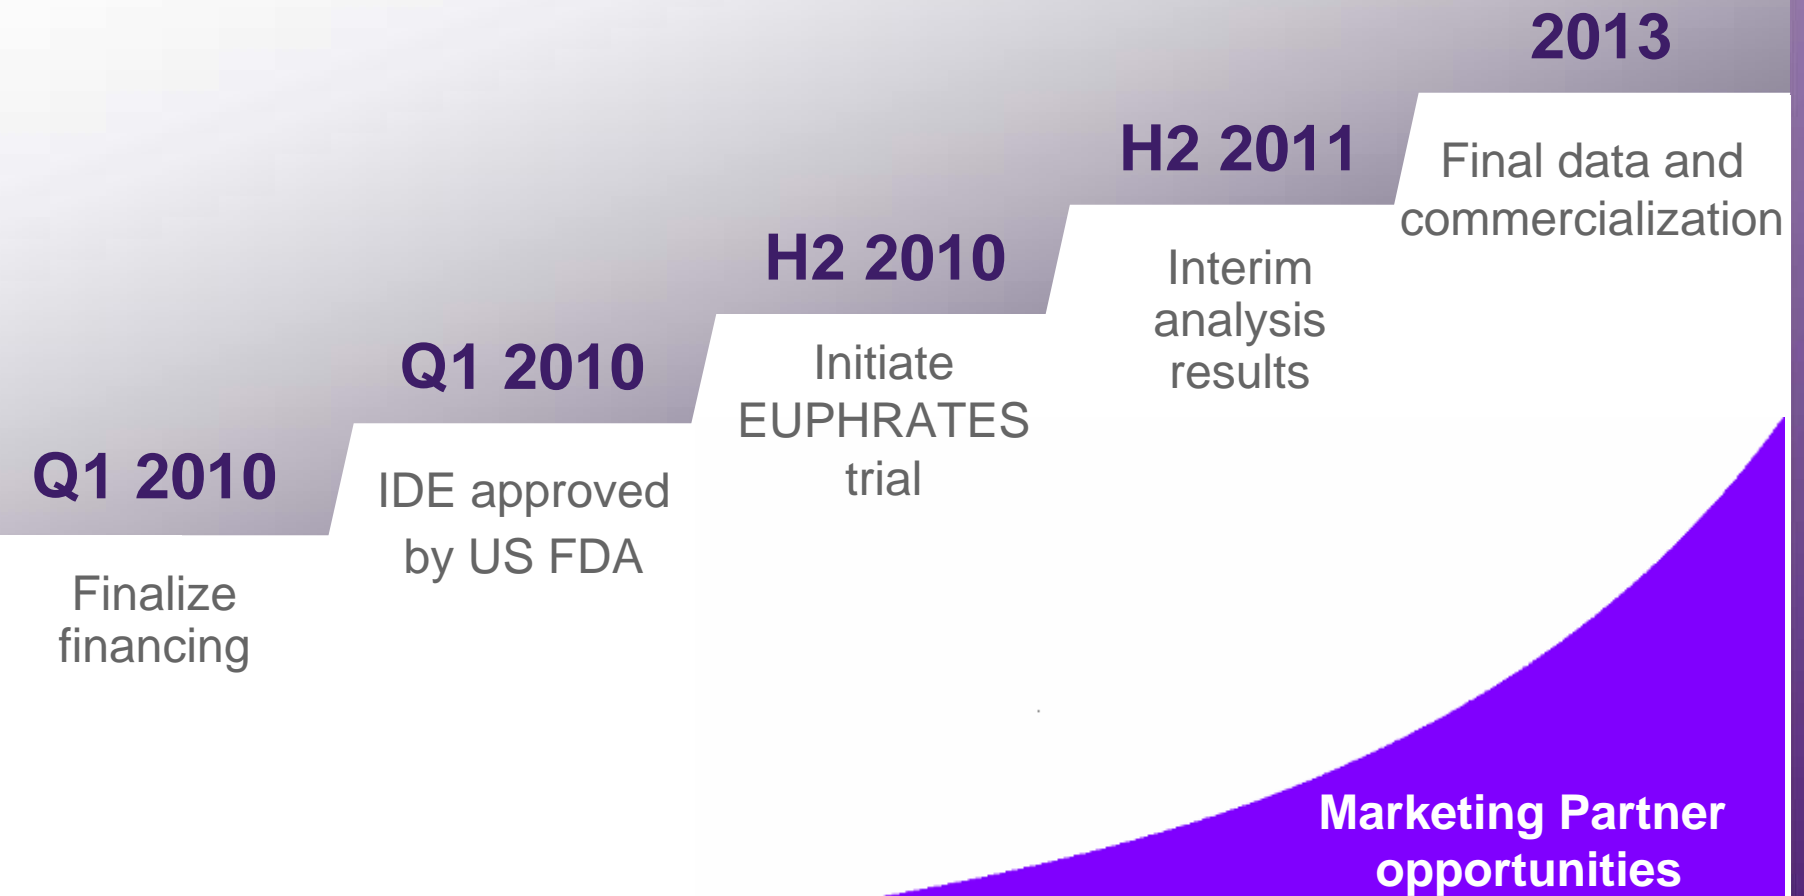 Q1 2010
Finalize
financing
Q1 2010
IDE approved
by US FDA
H2 2010
Initiate
EUPHRATES
trial
H2 2011
Interim
analysis
results
2013
Final data and
commercialization
Marketing Partner
opportunities